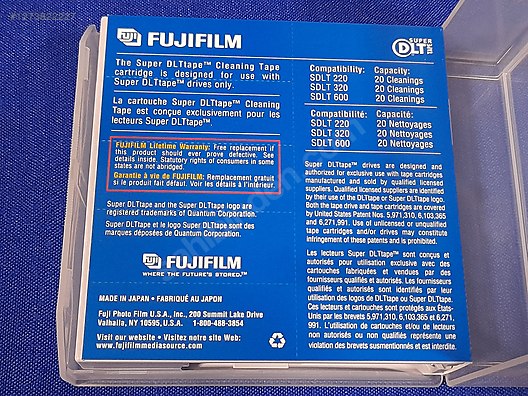 FUJIFILM
SUPER
DLT
TAPE
The Super DLTtape™ Cleaning Tape
cartridge is designed for use with
Super DLTtape™ drives only.
La cartouche Super DLTtape™ Cleaning
Tape est conçue exclusivement pour les
lecteurs Super DLTtape™.
FUJIFILM Lifetime Warranty: Free replacement if
this product should ever prove defective. See
details inside. Statutory rights of consumers in some
states are not abridged.
Garantie à vie de FUJIFILM: Remplacement gratuit
si le produit fait défaut. Voir les détails à l'intérieur.
Super DLTtape and the Super DLTtape logo are
registered trademarks of Quantum Corporation.
Super DLTtape et le logo Super DLTtape sont des
marques déposées de Quantum Corporation.
FUJIFILM
WHERE THE FUTURE'S STORED.™
MADE IN JAPAN • FABRIQUÉ AU JAPON
Fuji Photo Film U.S.A., Inc., 200 Summit Lake Drive
Valhalla, NY 10595, U.S.A. 1-800-488-3854
Visit our website • Visitez notre site Web:
www.fujifilmmediasource.com
Compatibility: Capacity:
SDLT 220 20 Cleanings
SDLT 320 20 Cleanings
SDLT 600 20 Cleanings
Compatibilité: Capacité:
SDLT 220 20 Nettoyages
SDLT 320 20 Nettoyages
SDLT 600 20 Nettoyages
Super DLTtape™ drives are designed and
authorized for exclusive use with tape cartridges
manufactured and sold by qualified licensed
suppliers. Qualified licensed suppliers are identified
by their use of the DLTtape or Super DLTtape logo.
Both the tape drive and tape cartridges are covered
by United States Patent Nos. 5,971,310, 6,103,365
and 6,271,991. Use of unlicensed or unqualified
tape cartridges and/or drives may constitute
infringement of these patents and is prohibited.
Les lecteurs Super DLTtape™ sont conçus et
autorisés pour utilisation exclusive avec des
cartouches fabriquées et vendues par des
fournisseurs qualifiés et licensés. Les fournisseurs
qualifiés et autorisés sont identifiés par leur
utilisation des logos de DLTtape ou Super DLTtape.
Ces lecteurs et cartouches sont protégés aux États-
Unis par les brevets 5,971,310, 6,103,365 et 6,271,
991. L'utilisation de cartouches et/ou de lecteurs
non autorisés ou non qualifiés représente une
violation des brevets susmentionnés et est interdite.